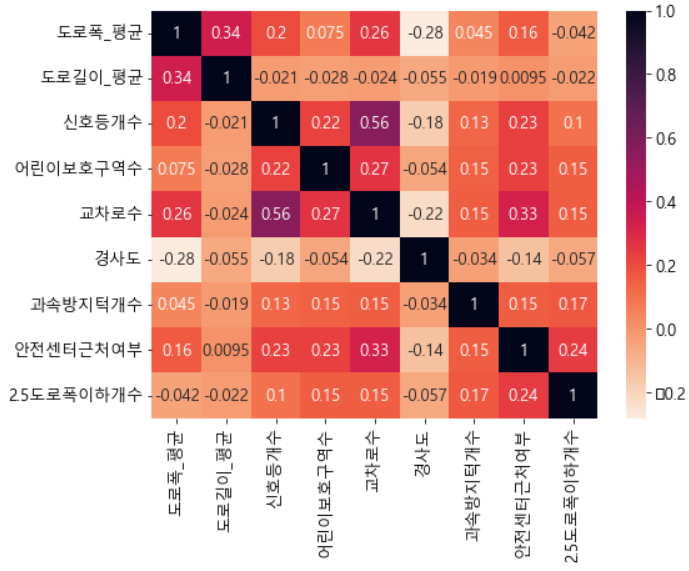 도로폭_평균 1 0.34 0.2 0.075 0.26 -0.28 0.045 0.16 -0.042
도로길이_평균 0.34 1 -0.021 -0.028 -0.024 -0.055 -0.019 0.0095 -0.022
신호등개수 0.2 -0.021 1 0.22 0.56 -0.18 0.13 0.23 0.1
어린이보호구역수 0.075 -0.028 0.22 1 0.27 -0.054 0.15 0.23 0.15
교차로수 0.26 -0.024 0.56 0.27 1 -0.22 0.15 0.33 0.15
경사도 -0.28 -0.055 -0.18 -0.054 -0.22 1 -0.034 -0.14 -0.057
과속방지턱개수 0.045 -0.019 0.13 0.15 0.15 -0.034 1 0.15 0.17
안전센터근처여부 0.16 0.0095 0.23 0.23 0.33 -0.14 0.15 1 0.24
2.5도로폭이하개수 -0.042 -0.022 0.1 0.15 0.15 -0.057 0.17 0.24 1
도로폭_평균
도로길이_평균
신호등개수
어린이보호구역수
교차로수
경사도
과속방지턱개수
안전센터근처여부
2.5도로폭이하개수
1.0
0.8
0.6
0.4
0.2
0.0
□0.2